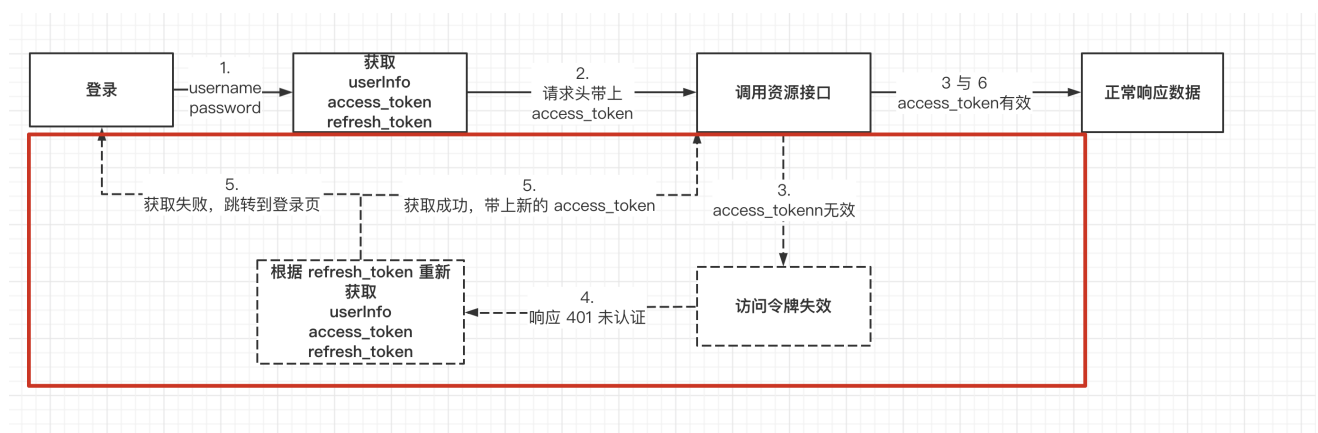 登录
1.
username
password
获取
userInfo
access_token
refresh_token
2.
请求头带上
access_token
调用资源接口
3 与 6
access_token有效
正常响应数据
5.
获取失败，跳转到登录页
5.
获取成功，带上新的 access_token
3.
access_tokenn无效
根据 refresh_token 重新
获取
userInfo
access_token
refresh_token
4.
响应 401 未认证
访问令牌失效